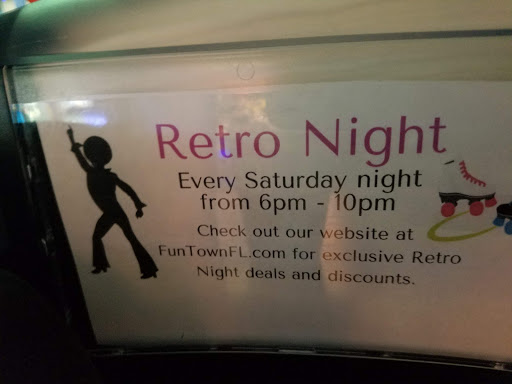 Retro Night
Every Saturday night
from 6pm - 10pm
Check out our website at
FunTownFL.com for exclusive Retro
Night deals and discounts.